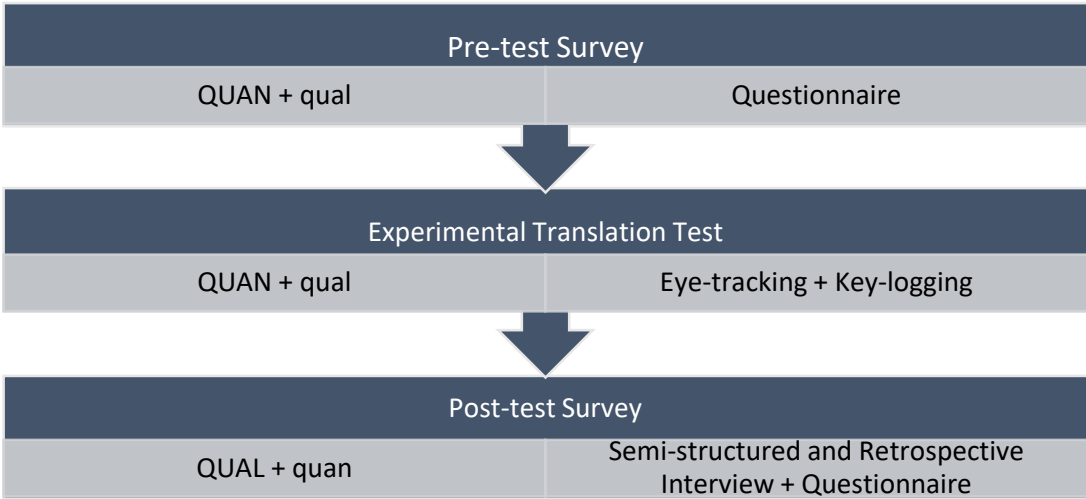 Pre-test Survey
QUAN + qual
Questionnaire
Experimental Translation Test
QUAN + qual
Eye-tracking + Key-logging
Post-test Survey
QUAL + quan
Semi-structured and Retrospective
Interview + Questionnaire